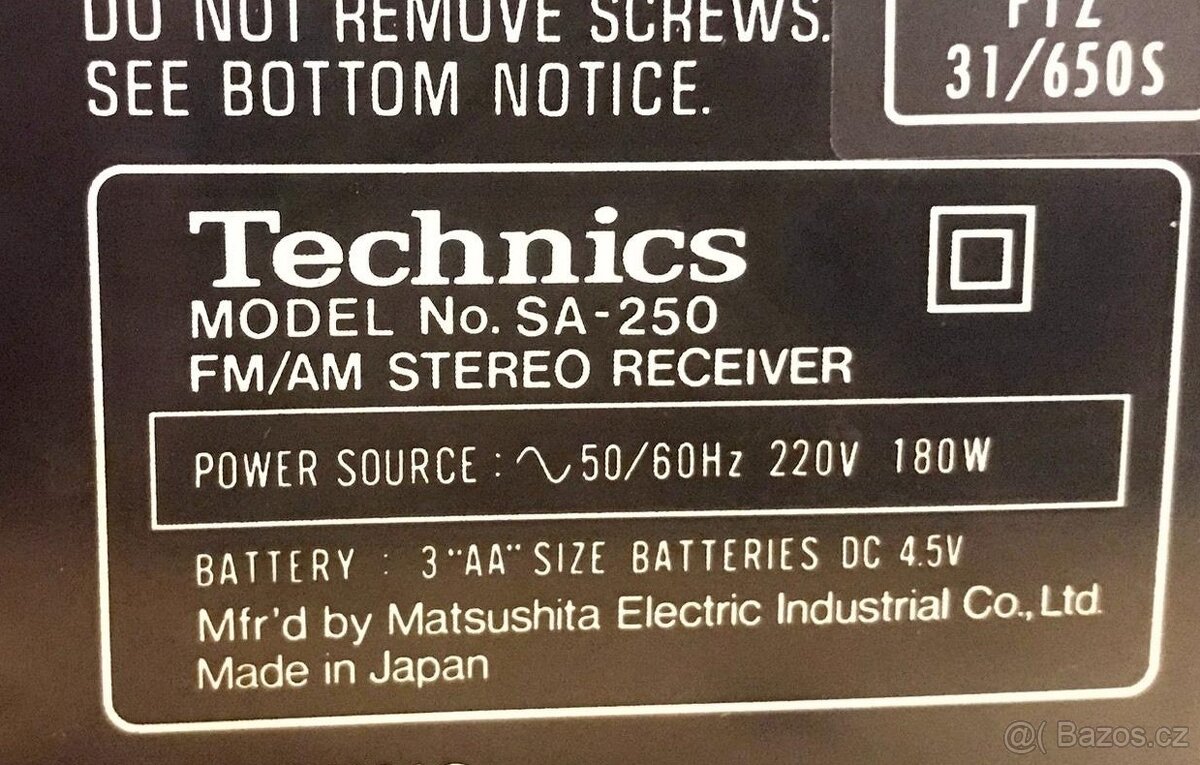 DO NOT REMOVE SCREWS.
SEE BOTTOM NOTICE.
FTZ
31/650S
Technics
MODEL No. SA-250
FM/AM STEREO RECEIVER
POWER SOURCE : ∿ 50/60Hz 220V 180W
BATTERY : 3 "AA" SIZE BATTERIES DC 4.5V
Mfr'd by Matsushita Electric Industrial Co., Ltd.
Made in Japan
@( Bazos.cz